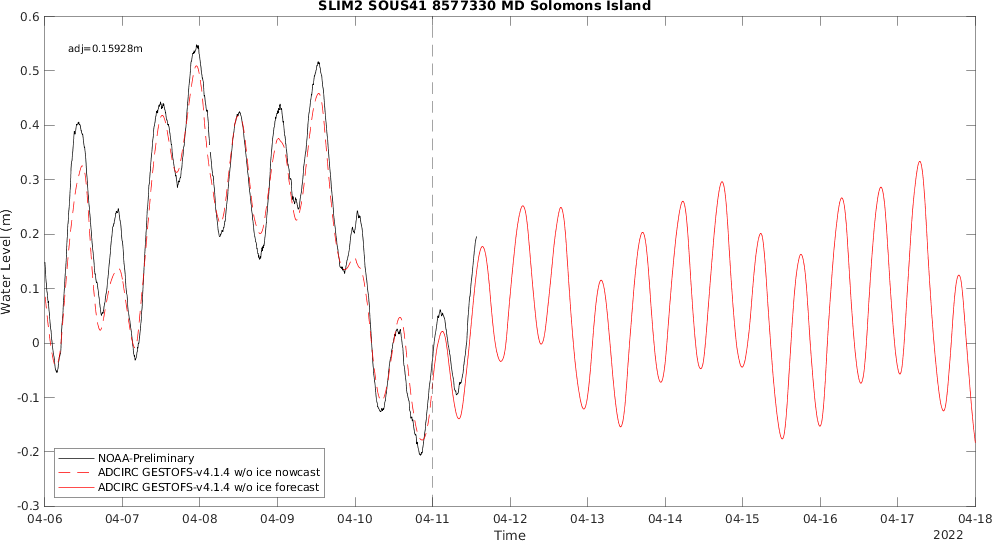 SLIM2 SOUS41 8577330 MD Solomons Island
adj=0.15928m
Water Level (m)
0.6
0.5
0.4
0.3
0.2
0.1
0
-0.1
-0.2
-0.3
NOAA-Preliminary
ADCIRC GESTOFS-v4.1.4 w/o ice nowcast
ADCIRC GESTOFS-v4.1.4 w/o ice forecast
04-06 04-07 04-08 04-09 04-10 04-11 04-12 04-13 04-14 04-15 04-16 04-17 04-18
Time
2022